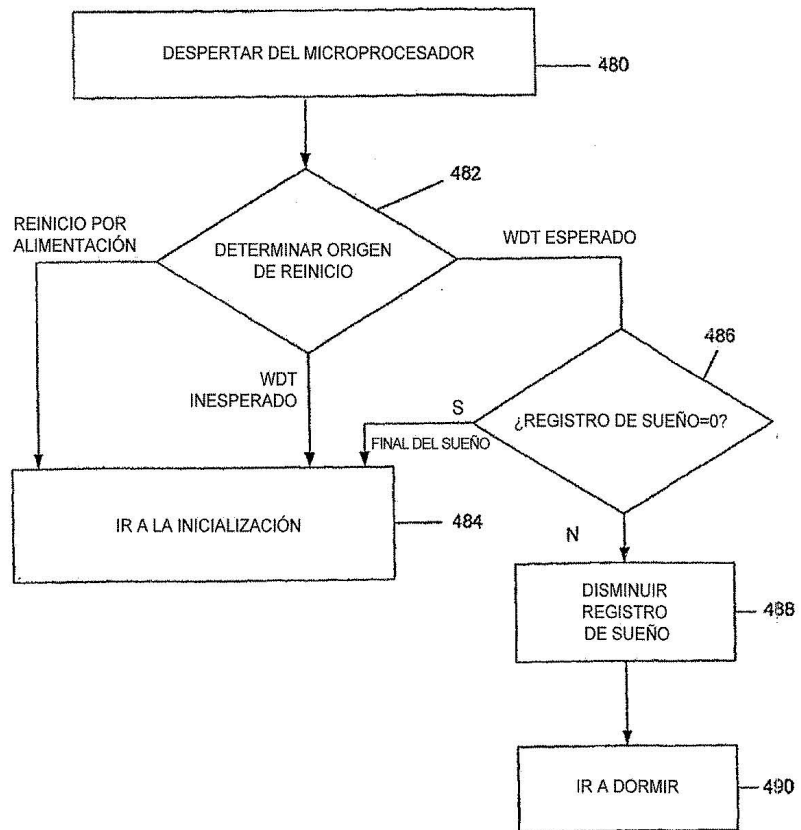 DESPERTAR DEL MICROPROCESADOR
480
482
REINICIO POR
ALIMENTACIÓN
DETERMINAR ORIGEN
DE REINICIO
WDT ESPERADO
486
WDT
INESPERADO
S
¿REGISTRO DE SUEÑO=0?
FINAL DEL SUEÑO
IR A LA INICIALIZACIÓN
484
N
DISMINUIR
REGISTRO
DE SUEÑO
488
IR A DORMIR
490